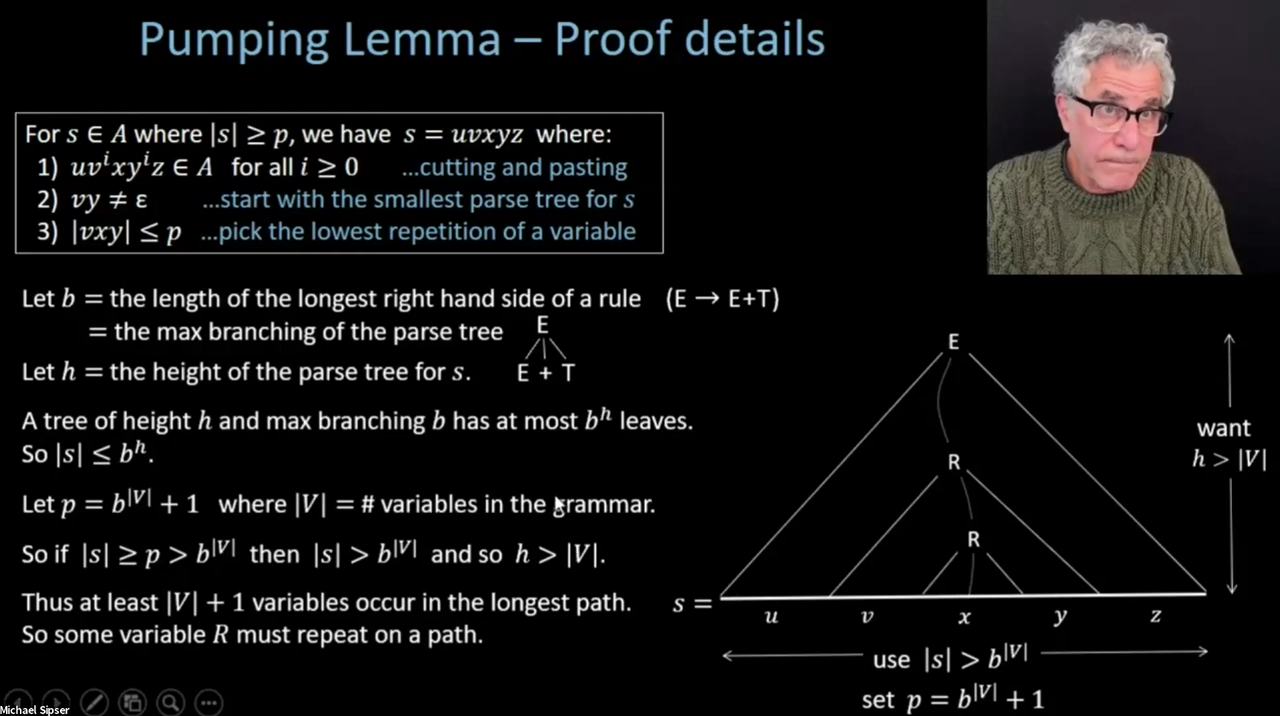 Pumping Lemma – Proof details
For s ∈ A where |s| ≥ p, we have s = uvxyz where:
1) uvⁱxyⁱz ∈ A for all i ≥ 0 ...cutting and pasting
2) vy ≠ ε ...start with the smallest parse tree for s
3) |vxy| ≤ p ...pick the lowest repetition of a variable
Let b = the length of the longest right hand side of a rule (E → E+T)
= the max branching of the parse tree
E
E + T
Let h = the height of the parse tree for s.
A tree of height h and max branching b has at most bʰ leaves.
So |s| ≤ bʰ.
Let p = b^|V| + 1 where |V| = # variables in the grammar.
So if |s| ≥ p > b^|V| then |s| > b^|V| and so h > |V|.
Thus at least |V| + 1 variables occur in the longest path.
So some variable R must repeat on a path.
E
R
R
want
h > |V|
s =
u v x y z
use |s| > b^|V|
set p = b^|V| + 1
Michael Sipser